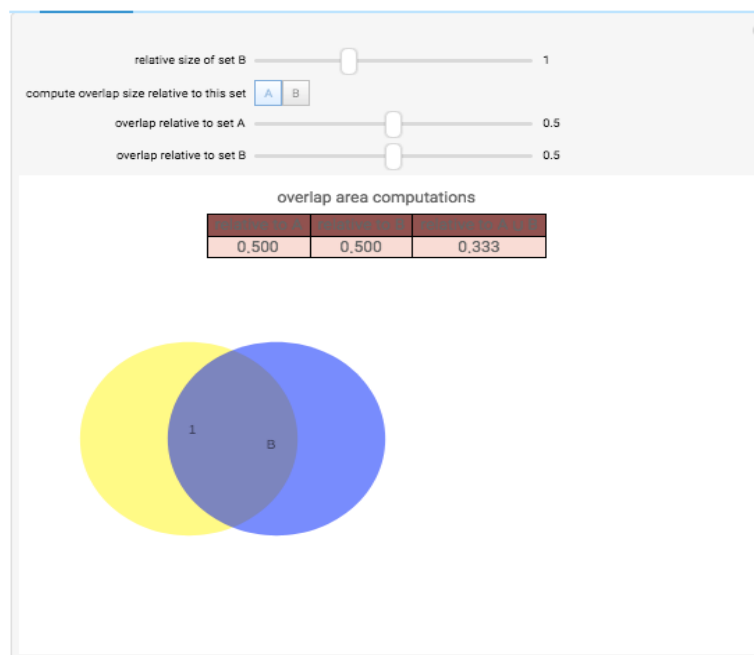 relative size of set B 1
compute overlap size relative to this set A B
overlap relative to set A 0.5
overlap relative to set B 0.5
overlap area computations
0.500 0.500 0.333
1
B